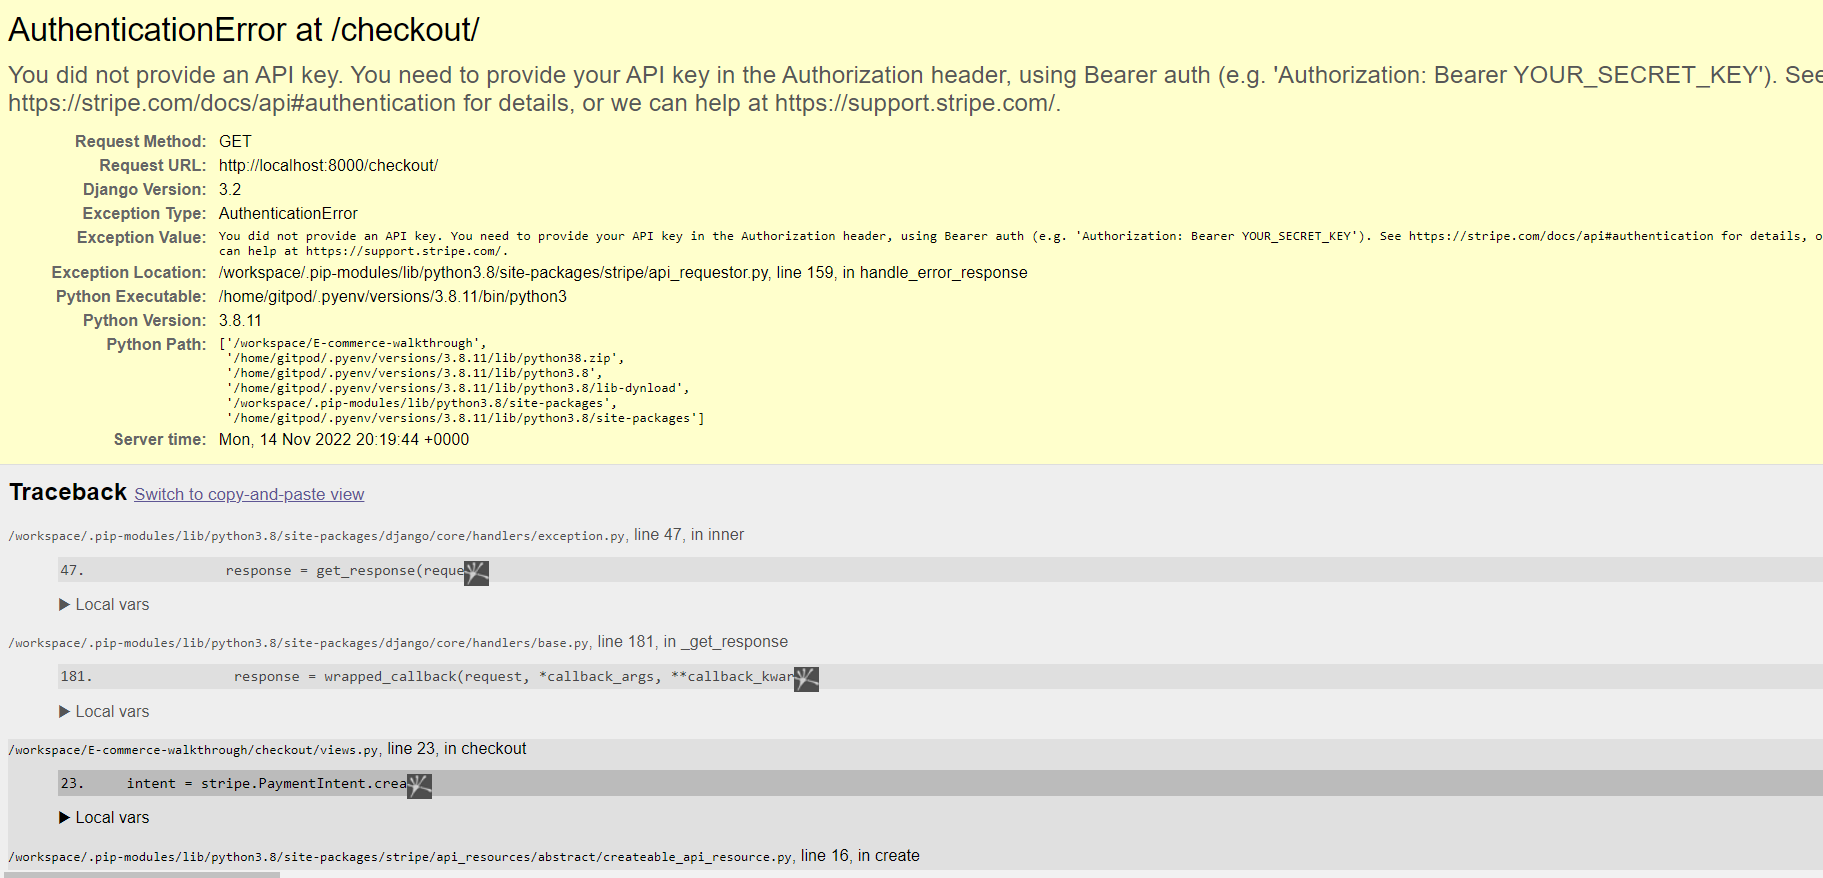 AuthenticationError at /checkout/
You did not provide an API key. You need to provide your API key in the Authorization header, using Bearer auth (e.g. 'Authorization: Bearer YOUR_SECRET_KEY'). See
https://stripe.com/docs/api#authentication for details, or we can help at https://support.stripe.com/.
Request Method: GET
Request URL: http://localhost:8000/checkout/
Django Version: 3.2
Exception Type: AuthenticationError
Exception Value: You did not provide an API key. You need to provide your API key in the Authorization header, using Bearer auth (e.g. 'Authorization: Bearer YOUR_SECRET_KEY'). See https://stripe.com/docs/api#authentication for details, o
can help at https://support.stripe.com/.
Exception Location: /workspace/.pip-modules/lib/python3.8/site-packages/stripe/api_requestor.py, line 159, in handle_error_response
Python Executable: /home/gitpod/.pyenv/versions/3.8.11/bin/python3
Python Version: 3.8.11
Python Path: ['/workspace/E-commerce-walkthrough',
'/home/gitpod/.pyenv/versions/3.8.11/lib/python38.zip',
'/home/gitpod/.pyenv/versions/3.8.11/lib/python3.8',
'/home/gitpod/.pyenv/versions/3.8.11/lib/python3.8/lib-dynload',
'/workspace/.pip-modules/lib/python3.8/site-packages',
'/home/gitpod/.pyenv/versions/3.8.11/lib/python3.8/site-packages']
Server time: Mon, 14 Nov 2022 20:19:44 +0000
Traceback Switch to copy-and-paste view
/workspace/.pip-modules/lib/python3.8/site-packages/django/core/handlers/exception.py, line 47, in inner
47. response = get_response(reque
▶ Local vars
/workspace/.pip-modules/lib/python3.8/site-packages/django/core/handlers/base.py, line 181, in _get_response
181. response = wrapped_callback(request, *callback_args, **callback_kwar
▶ Local vars
/workspace/E-commerce-walkthrough/checkout/views.py, line 23, in checkout
23. intent = stripe.PaymentIntent.crea
▶ Local vars
/workspace/.pip-modules/lib/python3.8/site-packages/stripe/api_resources/abstract/createable_api_resource.py, line 16, in create